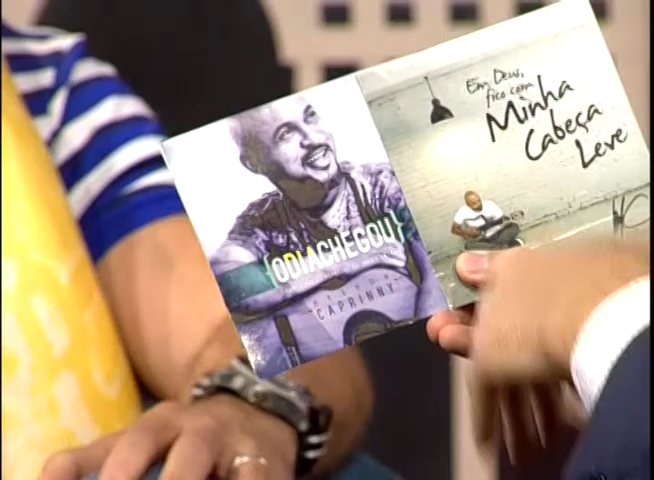 {ODIACHEGOU}
CAPRINNY
Em Deus,
fico com a
Minha
Cabeça
Leve